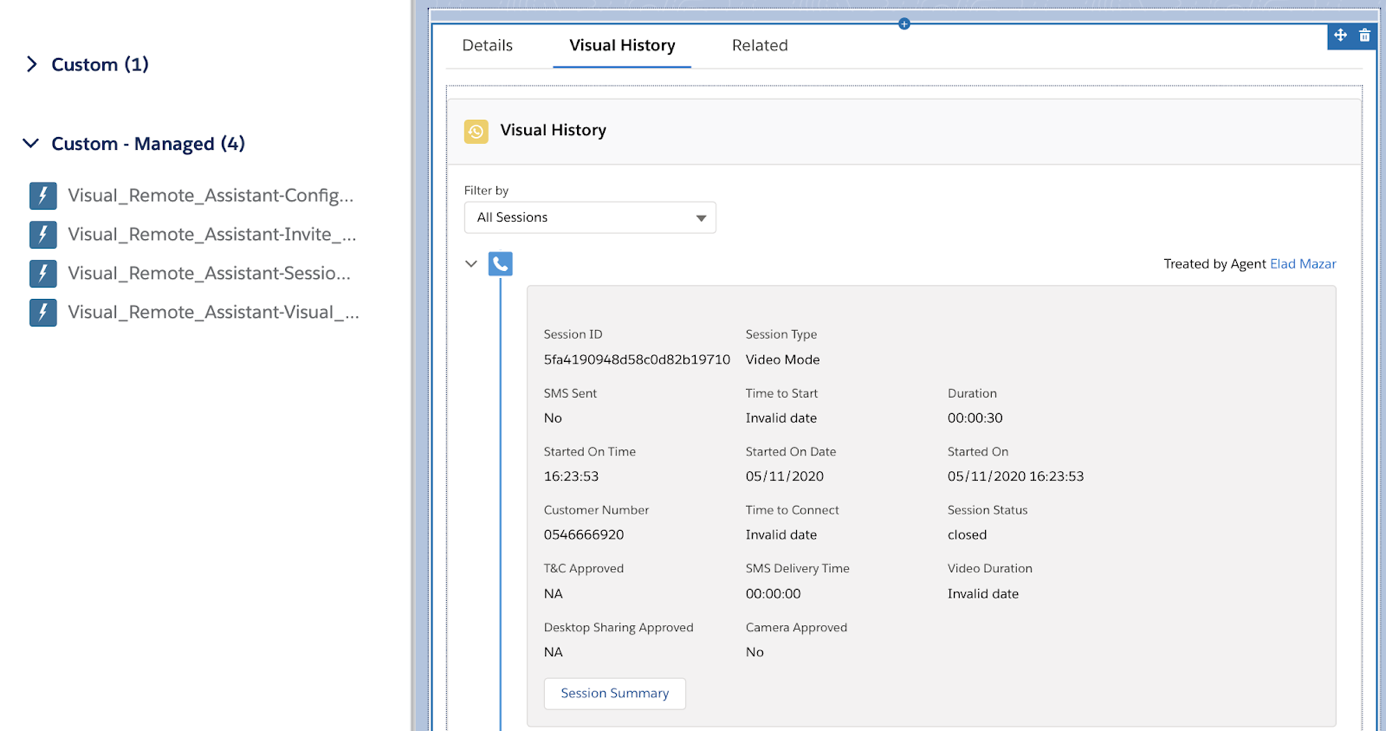 Custom (1)
Custom - Managed (4)
Visual_Remote_Assistant-Config...
Visual_Remote_Assistant-Invite_...
Visual_Remote_Assistant-Sessio...
Visual_Remote_Assistant-Visual_...
Details Visual History Related
Visual History
Filter by
All Sessions
Treated by Agent Elad Mazar
Session ID Session Type
5fa4190948d58c0d82b19710 Video Mode
SMS Sent Time to Start Duration
No Invalid date 00:00:30
Started On Time Started On Date Started On
16:23:53 05/11/2020 05/11/2020 16:23:53
Customer Number Time to Connect Session Status
0546666920 Invalid date closed
T&C Approved SMS Delivery Time Video Duration
NA 00:00:00 Invalid date
Desktop Sharing Approved Camera Approved
NA No
Session Summary